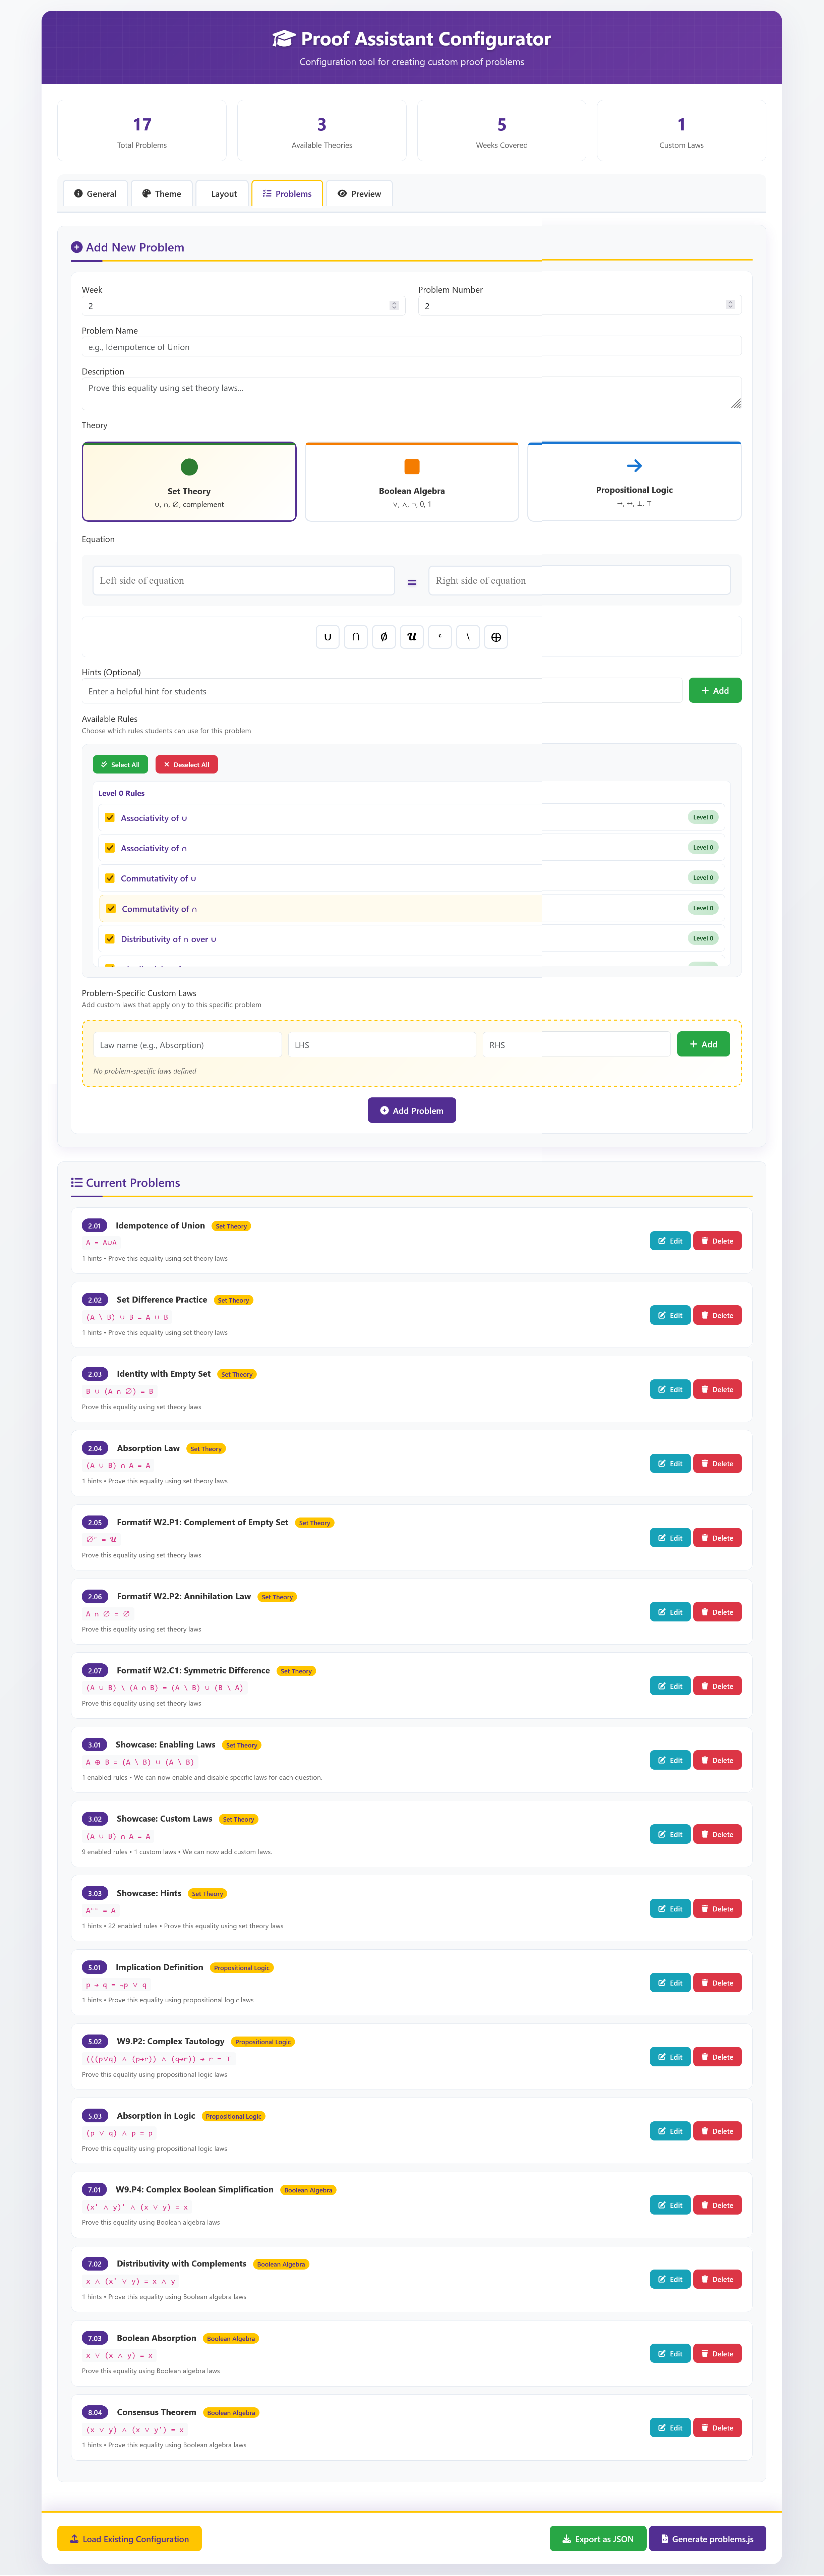 Proof Assistant Configurator
Configuration tool for creating custom proof problems
17
Total Problems
3
Available Theories
5
Weeks Covered
1
Custom Laws
General
Theme
Layout
Problems
Preview
Add New Problem
Week
Problem Number
2
2
Problem Name
e.g., Idempotence of Union
Description
Prove this equality using set theory laws...
Theory
Set Theory
∪, ∩, ∅, complement
Boolean Algebra
∨, ∧, ¬, 0, 1
Propositional Logic
→, ↔, ⊥, ⊤
Equation
Left side of equation
=
Right side of equation
∪ ∩ ∅ 𝓤 ᶜ \ ⊕
Hints (Optional)
Enter a helpful hint for students
+ Add
Available Rules
Choose which rules students can use for this problem
Select All
Deselect All
Level 0 Rules
Associativity of ∪
Level 0
Associativity of ∩
Level 0
Commutativity of ∪
Level 0
Commutativity of ∩
Level 0
Distributivity of ∩ over ∪
Level 0
Problem-Specific Custom Laws
Add custom laws that apply only to this specific problem
Law name (e.g., Absorption)
LHS
RHS
+ Add
No problem-specific laws defined
Add Problem
Current Problems
2.01 Idempotence of Union Set Theory
A = A∪A
1 hints • Prove this equality using set theory laws
Edit Delete
2.02 Set Difference Practice Set Theory
(A \ B) ∪ B = A ∪ B
1 hints • Prove this equality using set theory laws
Edit Delete
2.03 Identity with Empty Set Set Theory
B ∪ (A ∩ ∅) = B
Prove this equality using set theory laws
Edit Delete
2.04 Absorption Law Set Theory
(A ∪ B) ∩ A = A
1 hints • Prove this equality using set theory laws
Edit Delete
2.05 Formatif W2.P1: Complement of Empty Set Set Theory
∅ᶜ = 𝓤
Prove this equality using set theory laws
Edit Delete
2.06 Formatif W2.P2: Annihilation Law Set Theory
A ∩ ∅ = ∅
Prove this equality using set theory laws
Edit Delete
2.07 Formatif W2.C1: Symmetric Difference Set Theory
(A ∪ B) \ (A ∩ B) = (A \ B) ∪ (B \ A)
Prove this equality using set theory laws
Edit Delete
3.01 Showcase: Enabling Laws Set Theory
A ⊕ B = (A \ B) ∪ (A \ B)
1 enabled rules • We can now enable and disable specific laws for each question.
Edit Delete
3.02 Showcase: Custom Laws Set Theory
(A ∪ B) ∩ A = A
9 enabled rules • 1 custom laws • We can now add custom laws.
Edit Delete
3.03 Showcase: Hints Set Theory
Aᶜᶜ = A
1 hints • 22 enabled rules • Prove this equality using set theory laws
Edit Delete
5.01 Implication Definition Propositional Logic
p → q = ¬p ∨ q
1 hints • Prove this equality using propositional logic laws
Edit Delete
5.02 W9.P2: Complex Tautology Propositional Logic
(((p∨q) ∧ (p→r)) ∧ (q→r)) → r = ⊤
Prove this equality using propositional logic laws
Edit Delete
5.03 Absorption in Logic Propositional Logic
(p ∨ q) ∧ p = p
Prove this equality using propositional logic laws
Edit Delete
7.01 W9.P4: Complex Boolean Simplification Boolean Algebra
(x' ∧ y)' ∧ (x ∨ y) = x
Prove this equality using Boolean algebra laws
Edit Delete
7.02 Distributivity with Complements Boolean Algebra
x ∧ (x' ∨ y) = x ∧ y
1 hints • Prove this equality using Boolean algebra laws
Edit Delete
7.03 Boolean Absorption Boolean Algebra
x ∨ (x ∧ y) = x
Prove this equality using Boolean algebra laws
Edit Delete
8.04 Consensus Theorem Boolean Algebra
(x ∨ y) ∧ (x ∨ y') = x
1 hints • Prove this equality using Boolean algebra laws
Edit Delete
Load Existing Configuration
Export as JSON
Generate problems.js